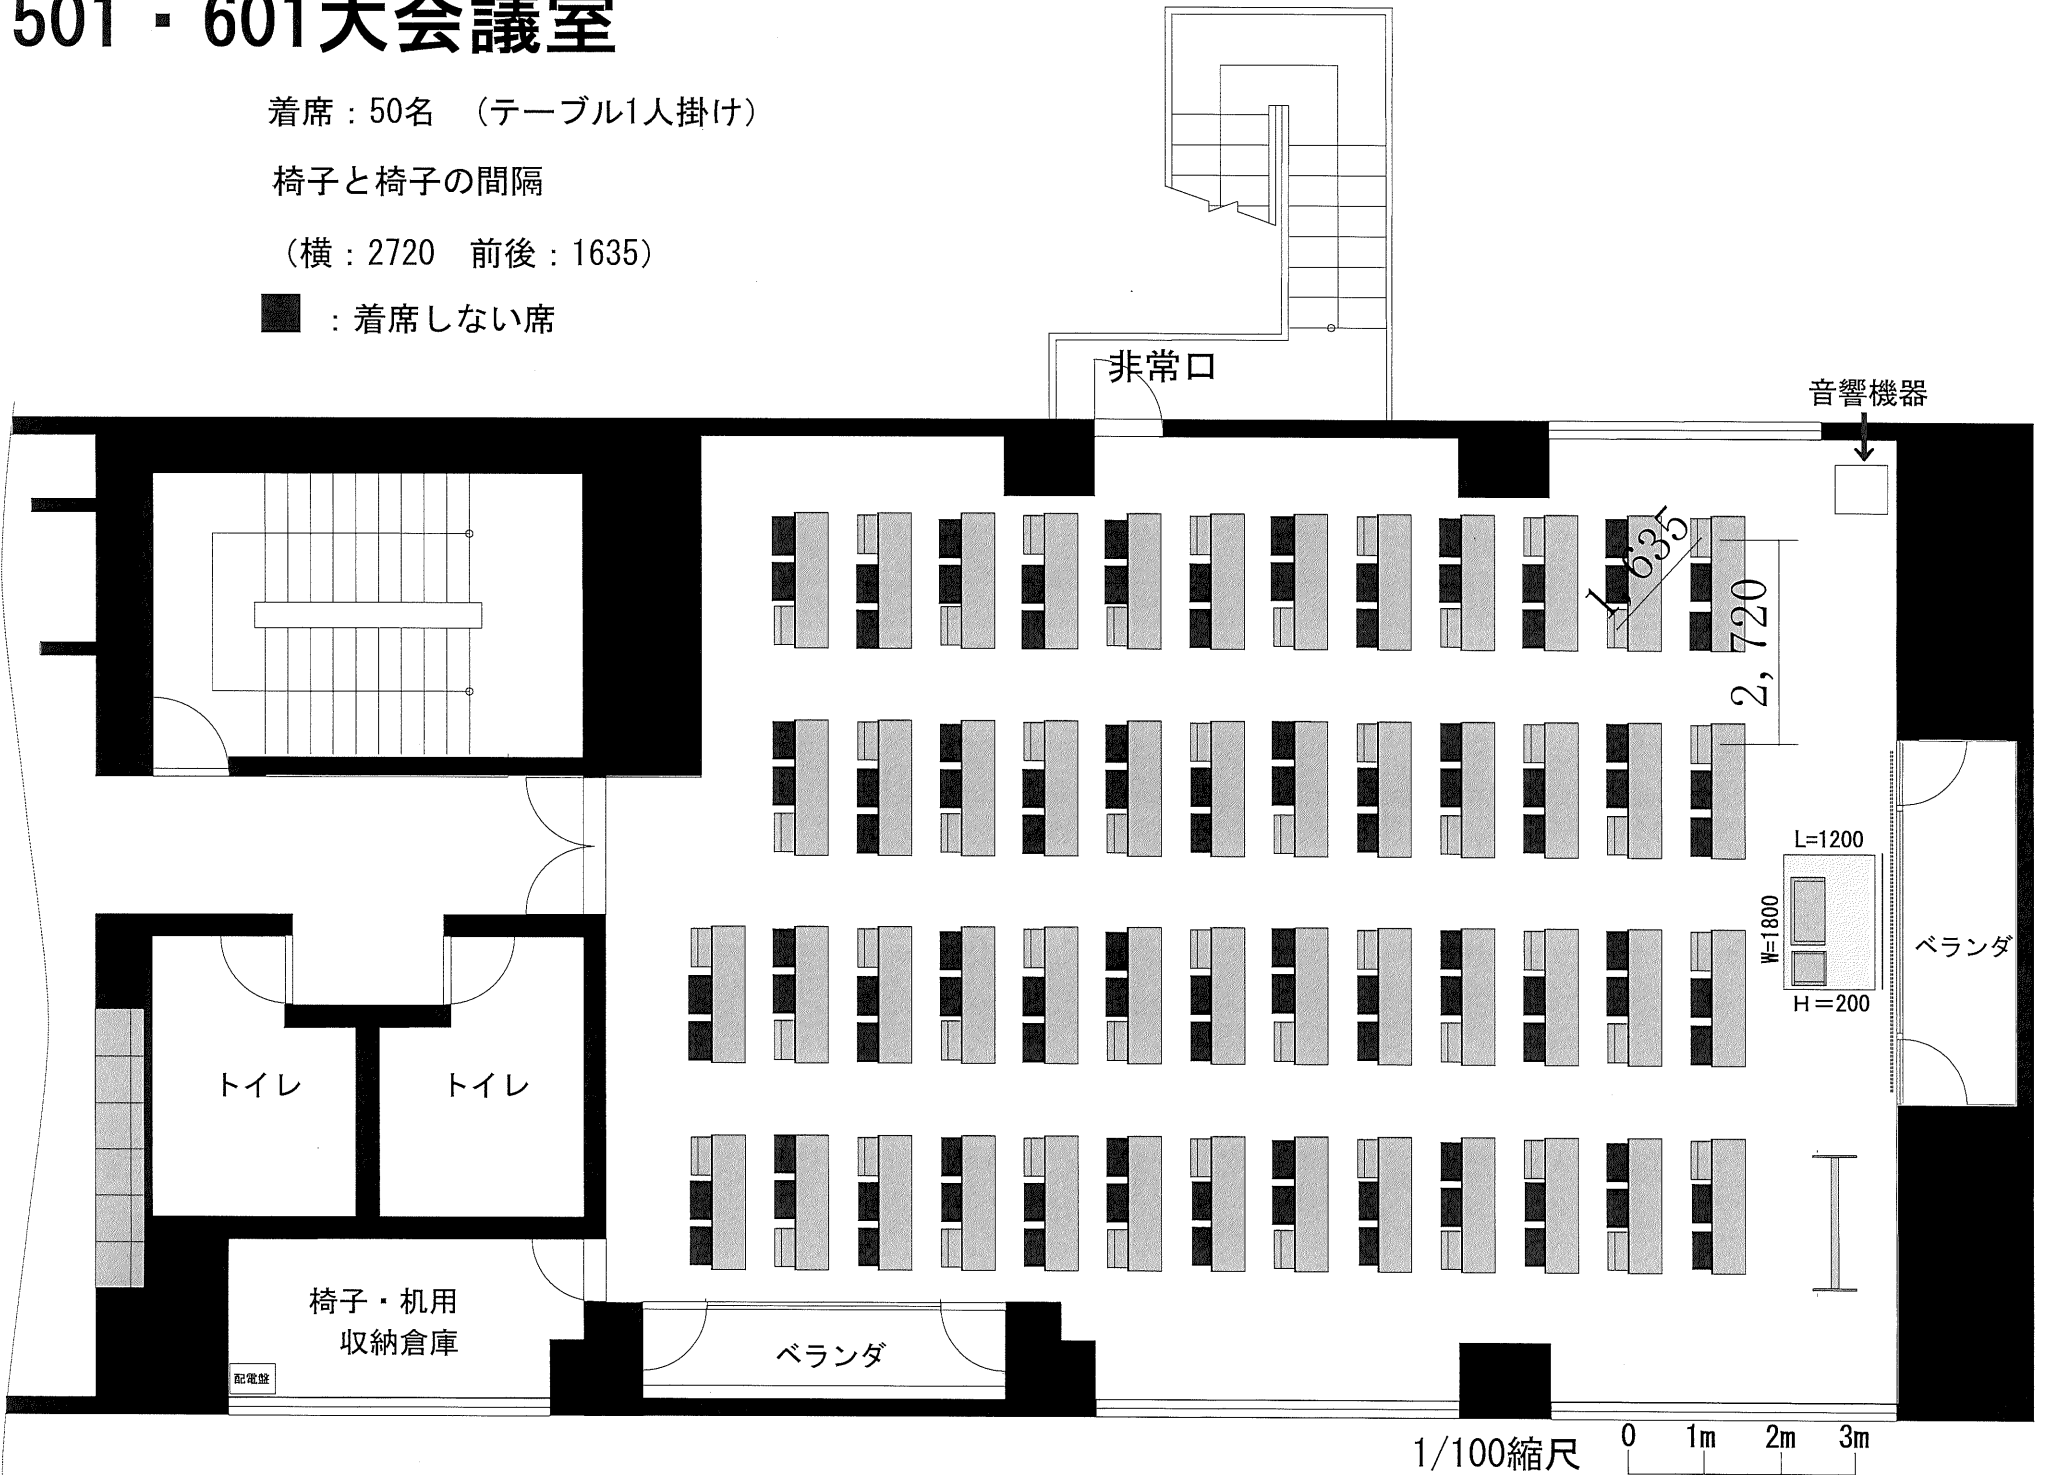 501・601大会議室
着席：50名　（テーブル1人掛け）
椅子と椅子の間隔
（横：2720　前後：1635）
■　：着席しない席
非常口
音響機器
1,635
2,720
L=1200
W=1800
H＝200
ベランダ
トイレ
トイレ
椅子・机用
収納倉庫
配電盤
ベランダ
1/100縮尺
0 1m 2m 3m